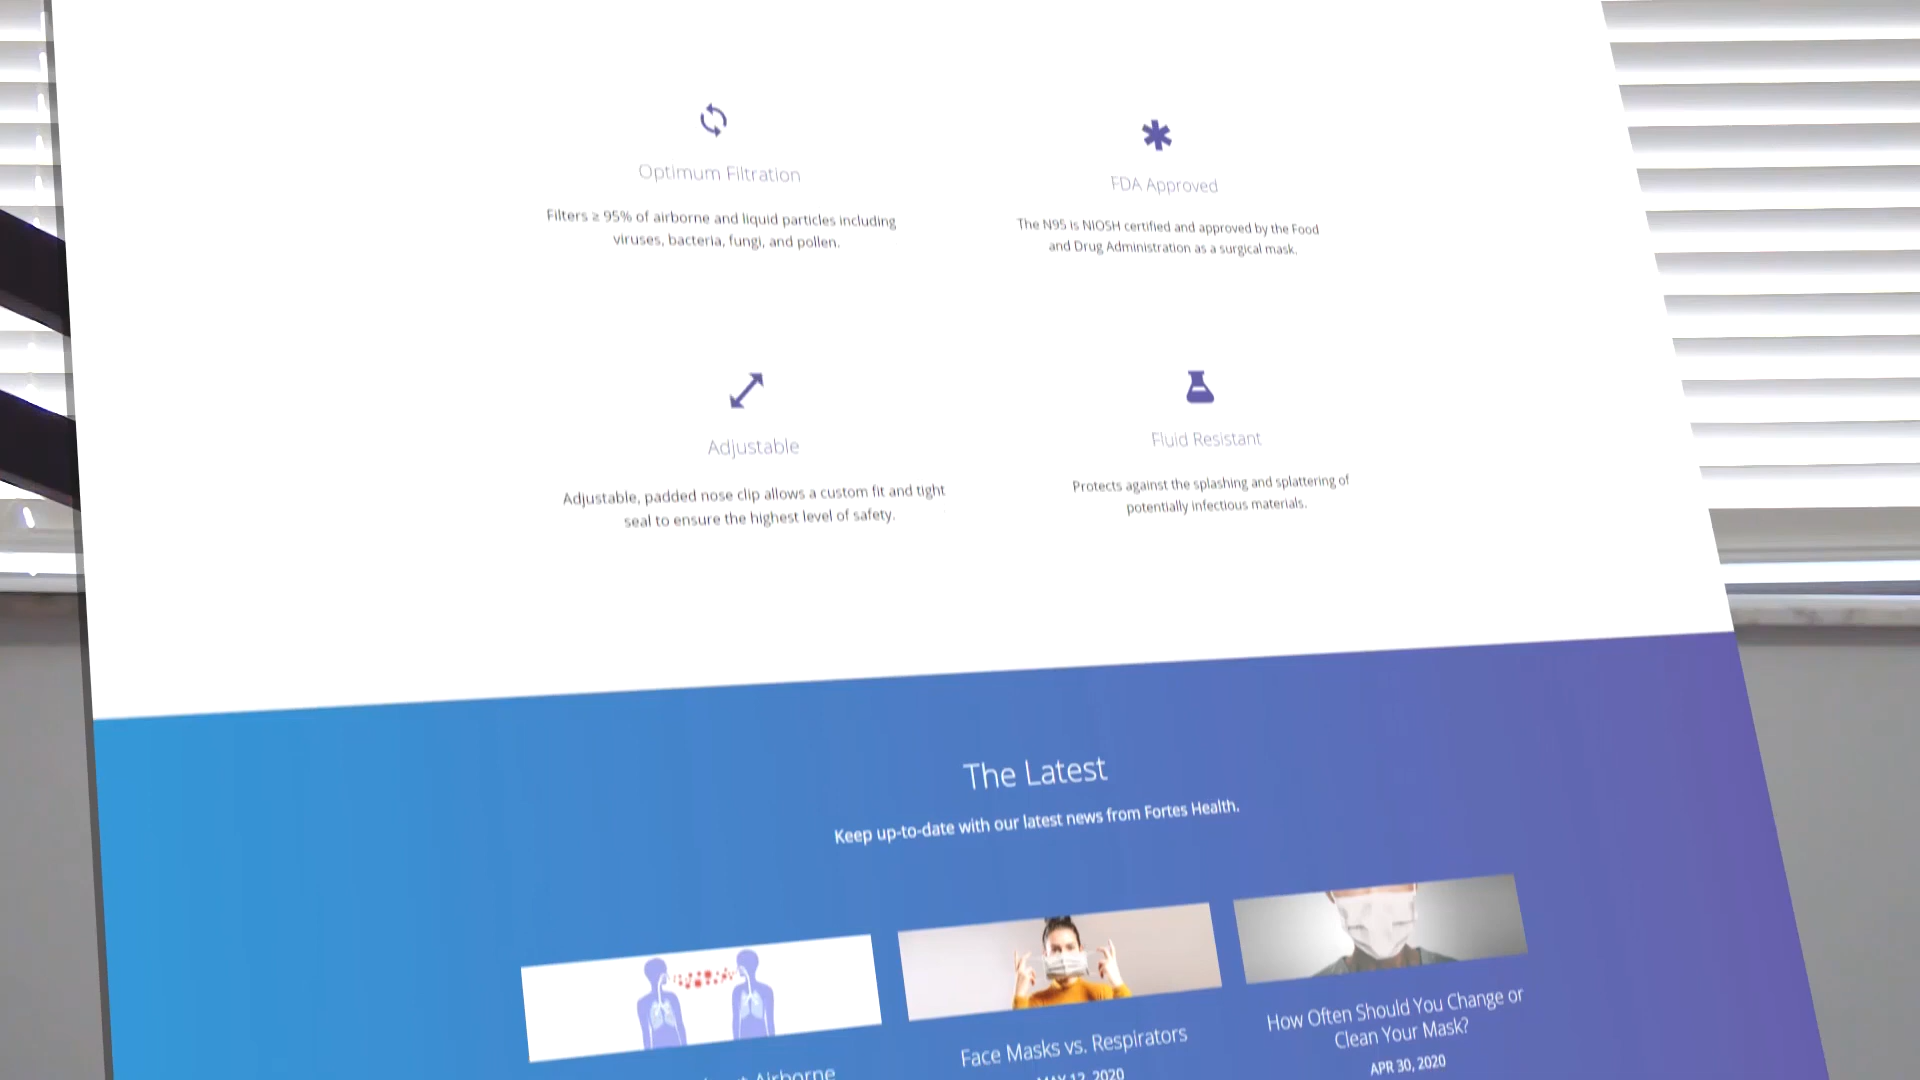 Optimum Filtration
Filters ≥ 95% of airborne and liquid particles including
viruses, bacteria, fungi, and pollen.
FDA Approved
The N95 is NIOSH certified and approved by the Food
and Drug Administration as a surgical mask.
Adjustable
Adjustable, padded nose clip allows a custom fit and tight
seal to ensure the highest level of safety.
Fluid Resistant
Protects against the splashing and splattering of
potentially infectious materials.
The Latest
Keep up-to-date with our latest news from Fortes Health.
Airborne
Face Masks vs. Respirators
MAY 12, 2020
How Often Should You Change or
Clean Your Mask?
APR 30, 2020